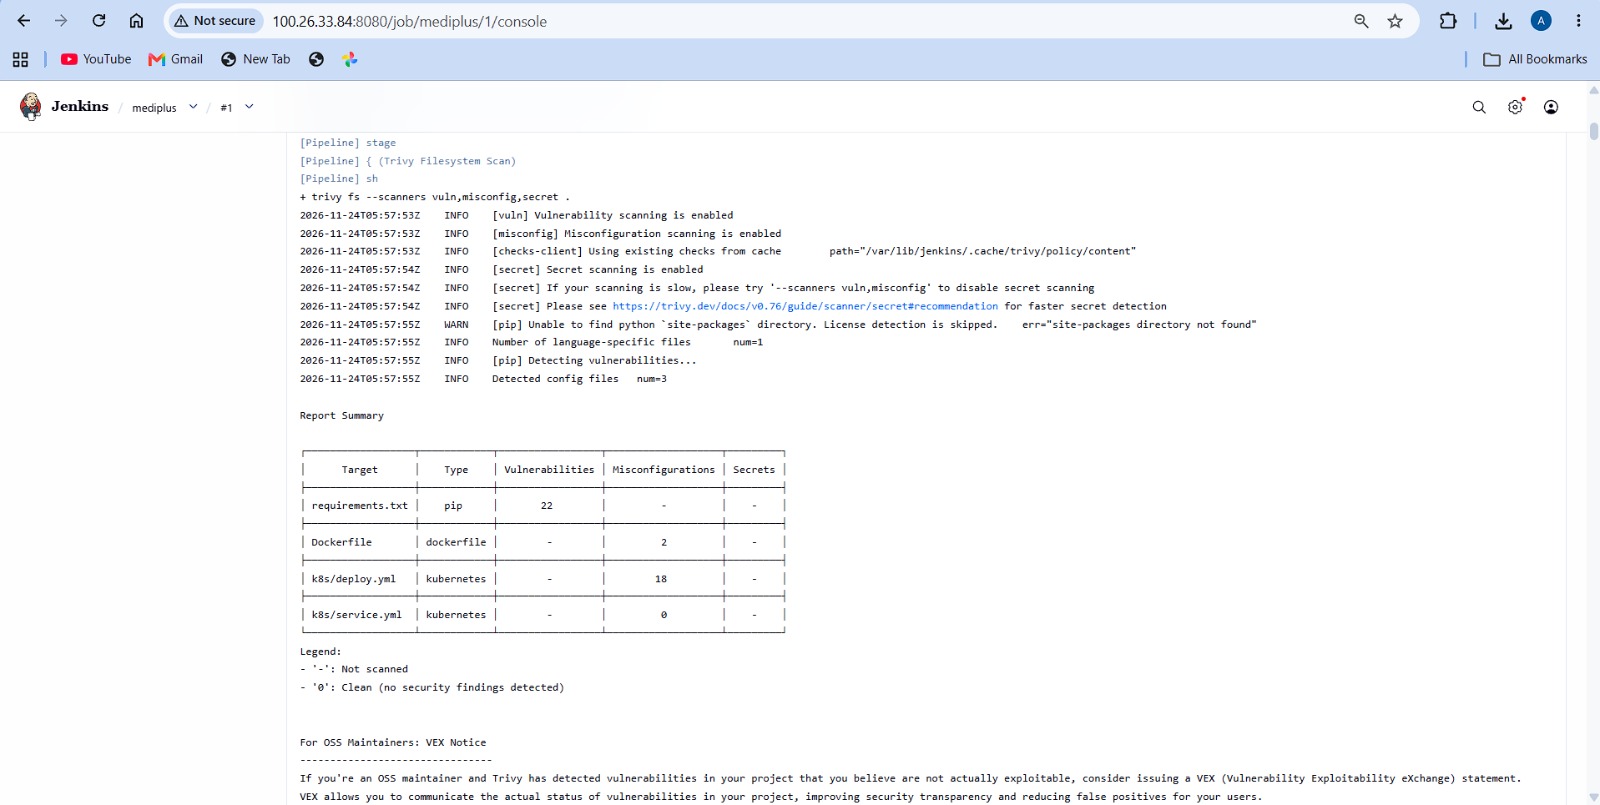 Not secure 100.26.33.84:8080/job/mediplus/1/console A
YouTube Gmail New Tab All Bookmarks
Jenkins / mediplus / #1
[Pipeline] stage
[Pipeline] { (Trivy Filesystem Scan)
[Pipeline] sh
+ trivy fs --scanners vuln,misconfig,secret .
2026-11-24T05:57:53Z INFO [vuln] Vulnerability scanning is enabled
2026-11-24T05:57:53Z INFO [misconfig] Misconfiguration scanning is enabled
2026-11-24T05:57:53Z INFO [checks-client] Using existing checks from cache path="/var/lib/jenkins/.cache/trivy/policy/content"
2026-11-24T05:57:54Z INFO [secret] Secret scanning is enabled
2026-11-24T05:57:54Z INFO [secret] If your scanning is slow, please try '--scanners vuln,misconfig' to disable secret scanning
2026-11-24T05:57:54Z INFO [secret] Please see https://trivy.dev/docs/v0.76/guide/scanner/secret#recommendation for faster secret detection
2026-11-24T05:57:55Z WARN [pip] Unable to find python `site-packages` directory. License detection is skipped. err="site-packages directory not found"
2026-11-24T05:57:55Z INFO Number of language-specific files num=1
2026-11-24T05:57:55Z INFO [pip] Detecting vulnerabilities...
2026-11-24T05:57:55Z INFO Detected config files num=3
Report Summary
Target Type Vulnerabilities Misconfigurations Secrets
requirements.txt pip 22 - -
Dockerfile dockerfile - 2 -
k8s/deploy.yml kubernetes - 18 -
k8s/service.yml kubernetes - 0 -
Legend:
- '-': Not scanned
- '0': Clean (no security findings detected)
For OSS Maintainers: VEX Notice
--------------------------------
If you're an OSS maintainer and Trivy has detected vulnerabilities in your project that you believe are not actually exploitable, consider issuing a VEX (Vulnerability Exploitability eXchange) statement.
VEX allows you to communicate the actual status of vulnerabilities in your project, improving security transparency and reducing false positives for your users.